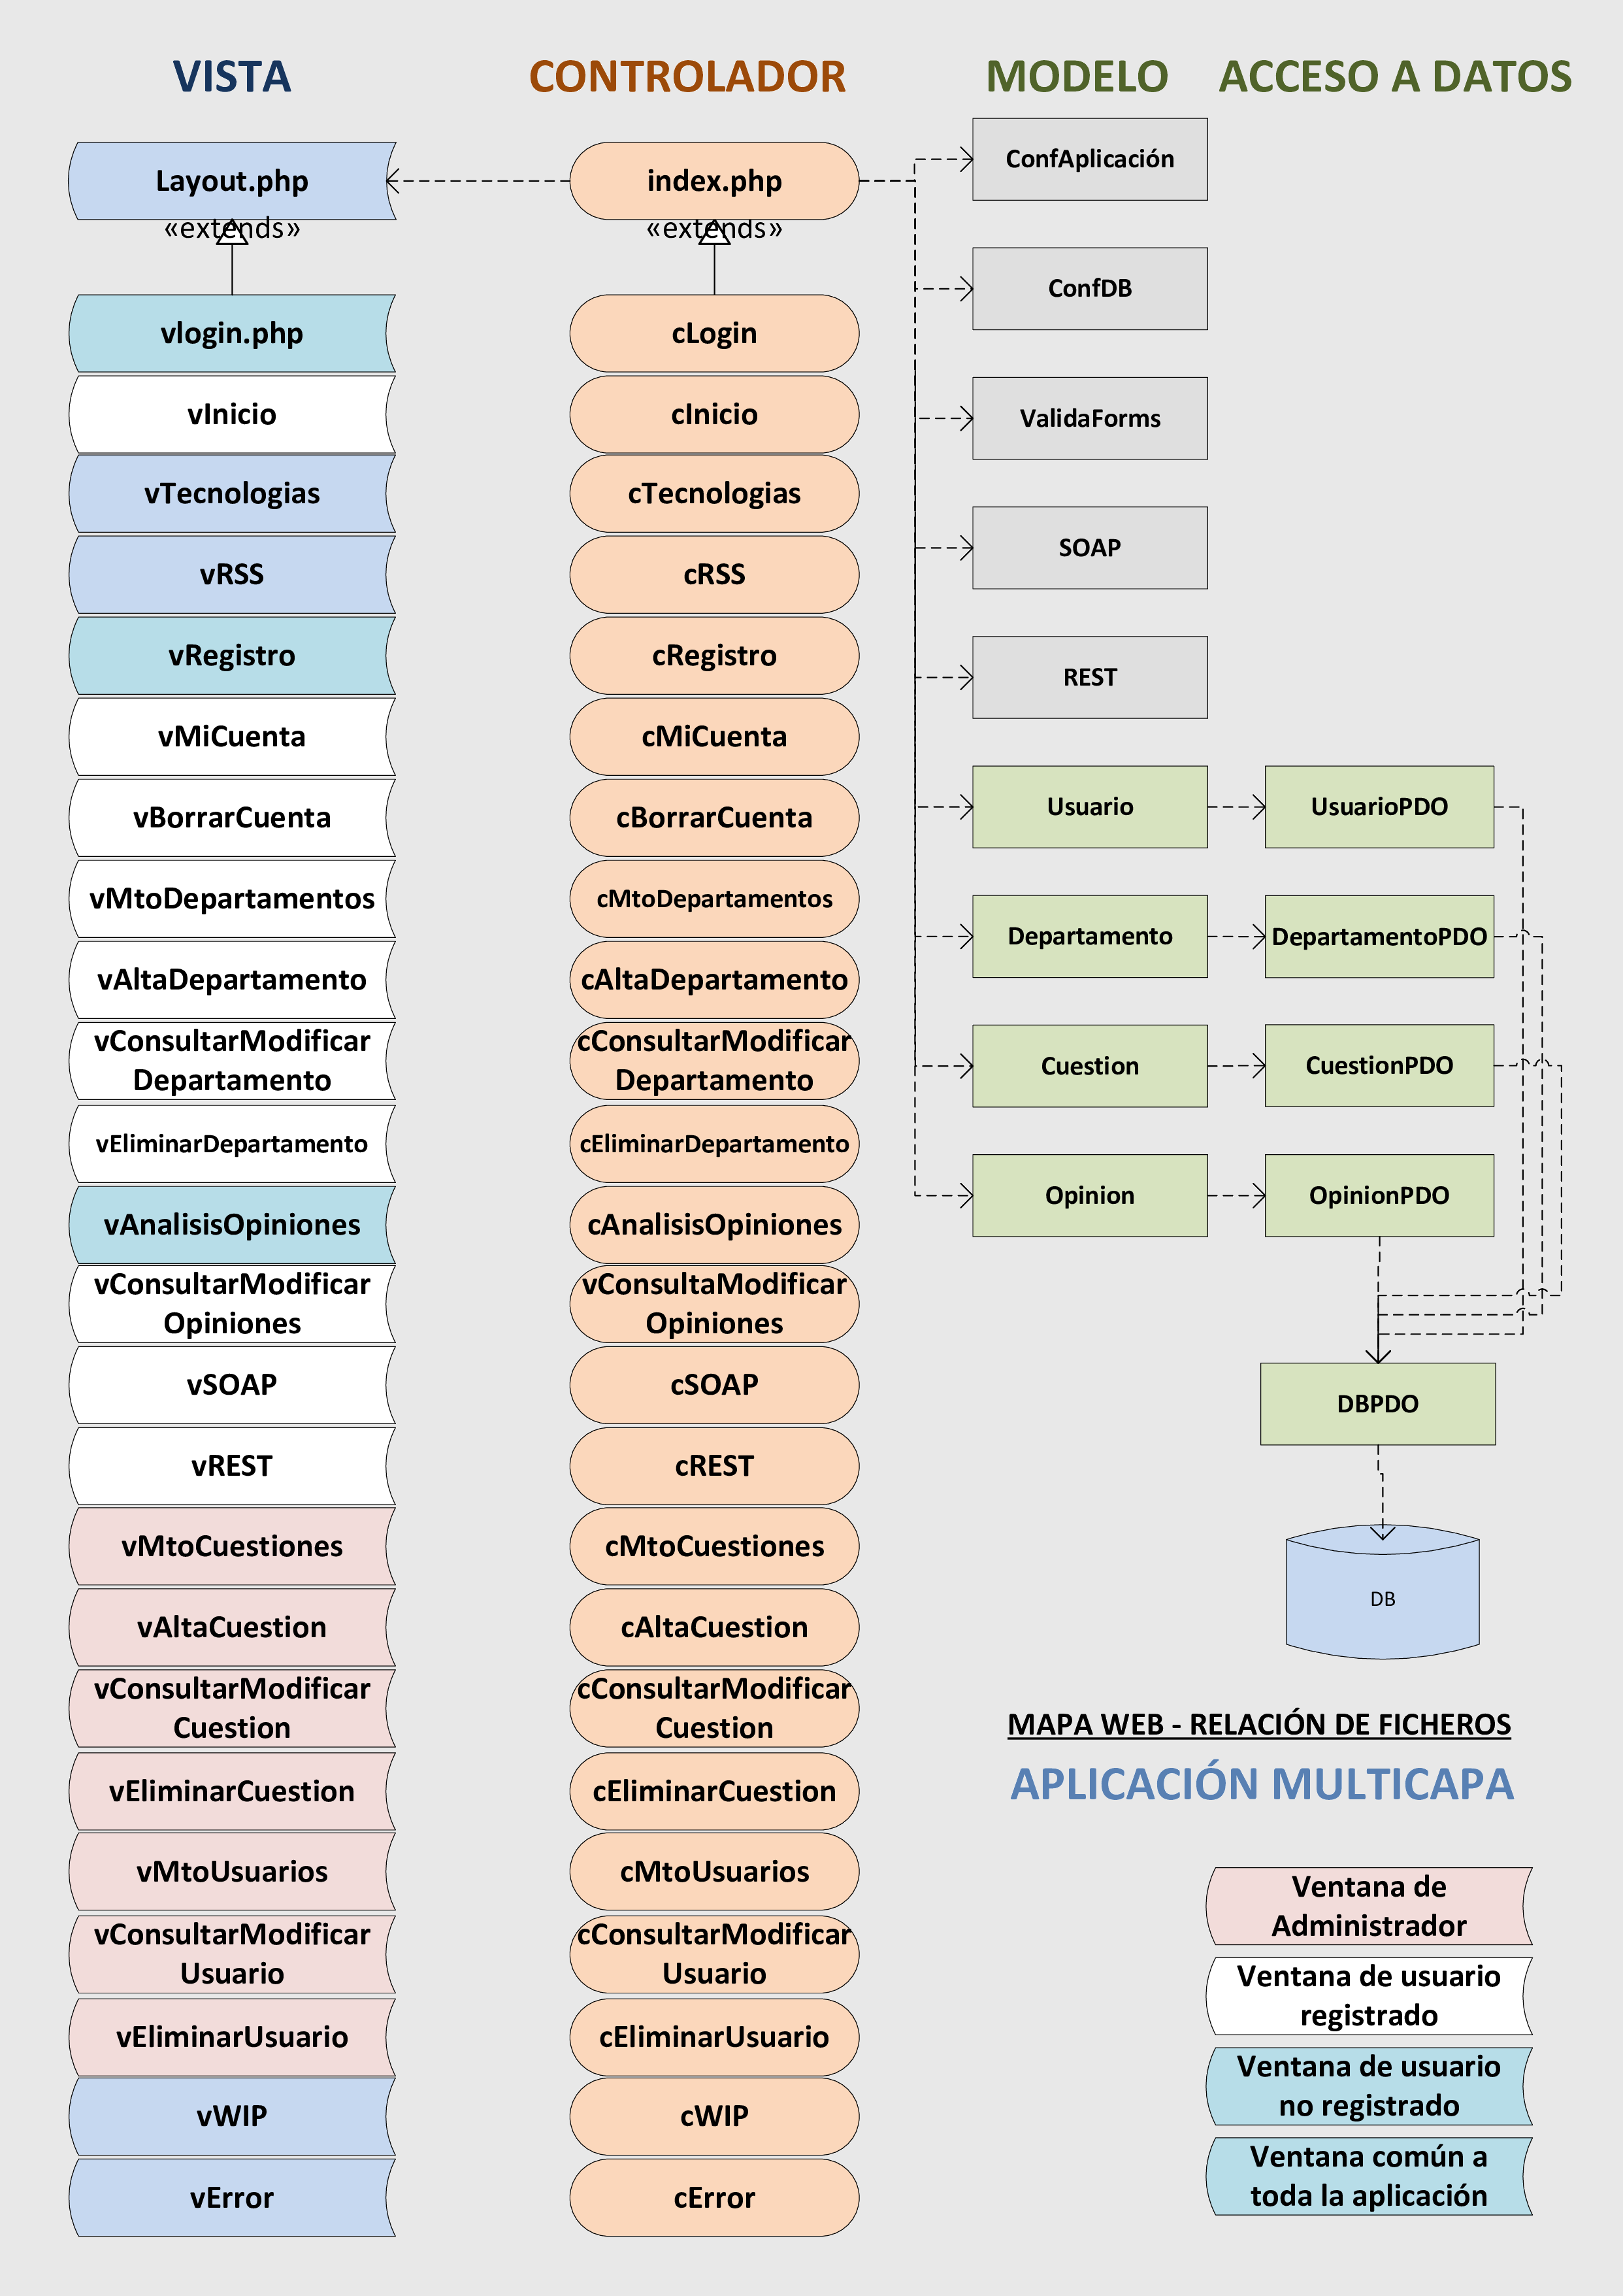 VISTA
Layout.php
«extends»
vlogin.php
vInicio
vTecnologias
vRSS
vRegistro
vMiCuenta
vBorrarCuenta
vMtoDepartamentos
vAltaDepartamento
vConsultarModificar
Departamento
vEliminarDepartamento
vAnalisisOpiniones
vConsultarModificar
Opiniones
vSOAP
vREST
vMtoCuestiones
vAltaCuestion
vConsultarModificar
Cuestion
vEliminarCuestion
vMtoUsuarios
vConsultarModificar
Usuario
vEliminarUsuario
vWIP
vError
CONTROLADOR
index.php
«extends»
cLogin
cInicio
cTecnologias
cRSS
cRegistro
cMiCuenta
cBorrarCuenta
cMtoDepartamentos
cAltaDepartamento
cConsultarModificar
Departamento
cEliminarDepartamento
cAnalisisOpiniones
vConsultaModificar
Opiniones
cSOAP
cREST
cMtoCuestiones
cAltaCuestion
cConsultarModificar
Cuestion
cEliminarCuestion
cMtoUsuarios
cConsultarModificar
Usuario
cEliminarUsuario
cWIP
cError
MODELO
ConfAplicación
ConfDB
ValidaForms
SOAP
REST
Usuario
Departamento
Cuestion
Opinion
ACCESO A DATOS
UsuarioPDO
DepartamentoPDO
CuestionPDO
OpinionPDO
DBPDO
DB
MAPA WEB - RELACIÓN DE FICHEROS
APLICACIÓN MULTICAPA
Ventana de
Administrador
Ventana de usuario
registrado
Ventana de usuario
no registrado
Ventana común a
toda la aplicación